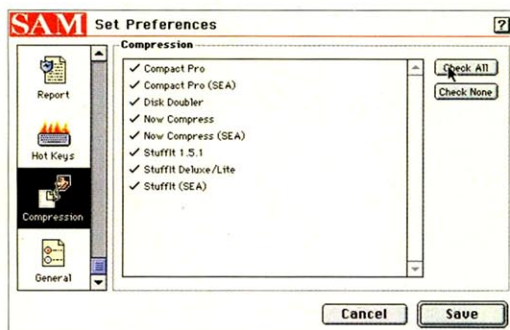 SAM Set Preferences ?
Compression
Report
Hot Keys
Compression
General
✓ Compact Pro
✓ Compact Pro (SEA)
✓ Disk Doubler
✓ Now Compress
✓ Now Compress (SEA)
✓ StuffIt 1.5.1
✓ StuffIt Deluxe/Lite
✓ StuffIt (SEA)
Check All
Check None
Cancel
Save